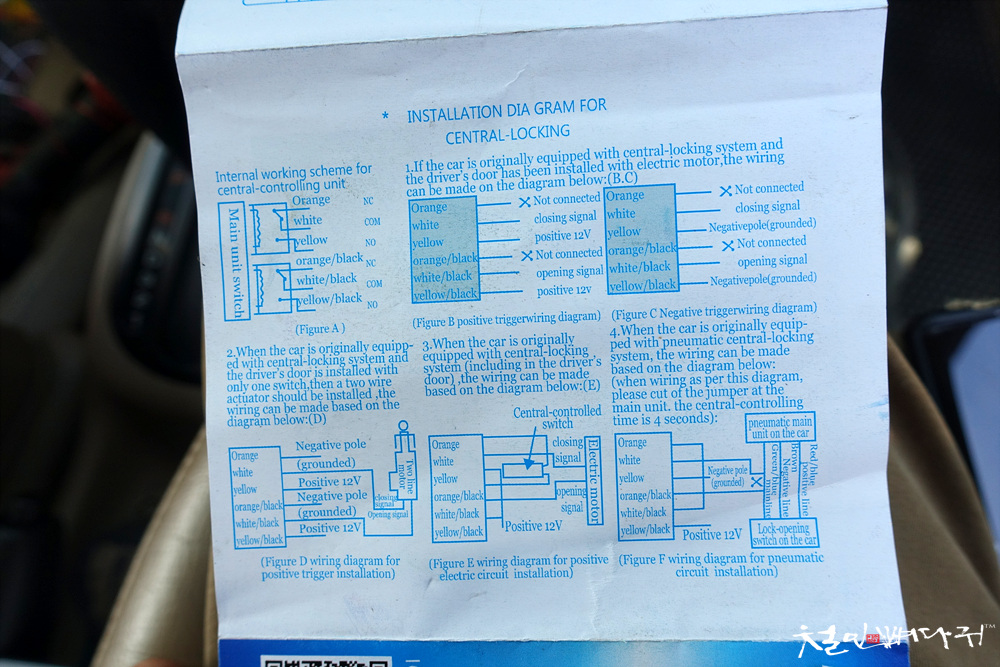 * INSTALLATION DIA GRAM FOR
CENTRAL-LOCKING
Internal working scheme for
central-controlling unit
Main unit switch
Orange NC
white COM
yellow NO
orange/black NC
white/black COM
yellow/black NO
(Figure A )
1.If the car is originally equipped with central-locking system and
the driver's door has been installed with electric motor,the wiring
can be made on the diagram below:(B.C)
Orange Not connected
white closing signal
yellow positive 12V
orange/black Not connected
white/black opening signal
yellow/black positive 12v
(Figure B positive triggerwiring diagram)
Orange Not connected
white closing signal
yellow Negativepole(grounded)
orange/black Not connected
white/black opening signal
yellow/black Negativepole(grounded)
(Figure C Negative triggerwiring diagram)
2.When the car is originally equipp-
ed with central-locking system and
the driver's door is installed with
only one switch,then a two wire
actuator should be installed ,the
wiring can be made based on the
diagram below:(D)
Orange
white
yellow
orange/black
white/black
yellow/black
Negative pole
(grounded)
Positive 12V
Negative pole
(grounded)
Positive 12V
closing
signal
Opening signal
Two line
motor
(Figure D wiring diagram for
positive trigger installation)
3.When the car is originally
equipped with central-locking
system (including in the driver's
door) ,the wiring can be made
based on the diagram below:(E)
Central-controlled
switch
Orange
white
yellow
orange/black
white/black
yellow/black
closing
signal
opening
signal
Positive 12V
Electric motor
(Figure E wiring diagram for positive
electric circuit installation)
4.When the car is originally equip-
ped with pneumatic central-locking
system, the wiring can be made
based on the diagram below:
(when wiring as per this diagram,
please cut of the jumper at the
main unit. the central-controlling
time is 4 seconds):
pneumatic main
unit on the car
Orange
white
yellow
orange/black
white/black
yellow/black
Negative pole
(grounded)
Positive 12V
Red/blue
positive line
Brown
Negative line
Green/blue
Lock-opening
switch on the car
(Figure F wiring diagram for pneumatic
circuit installation)